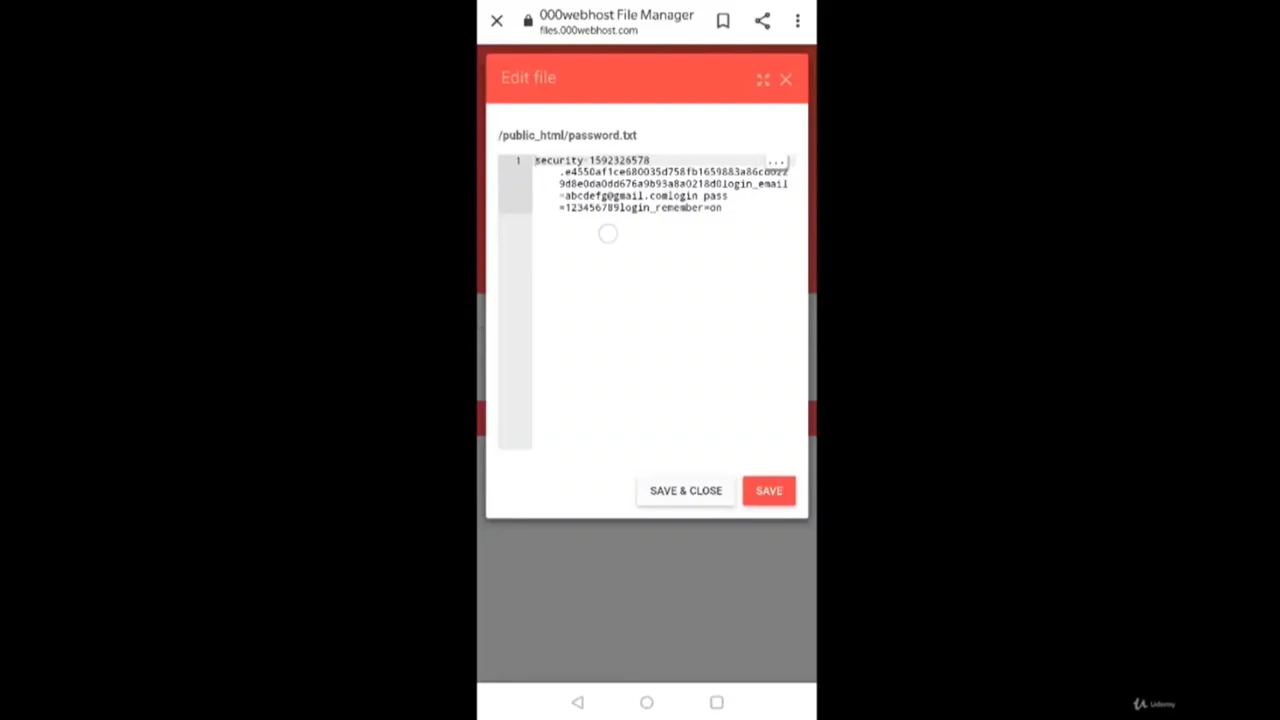 000webhost File Manager
files.000webhost.com
Edit file
/public_html/password.txt
1 security=1592326578
...
=abcdefg@gmail.comlogin_pass
=123456789login_remember=on
SAVE & CLOSE
SAVE
Udemy